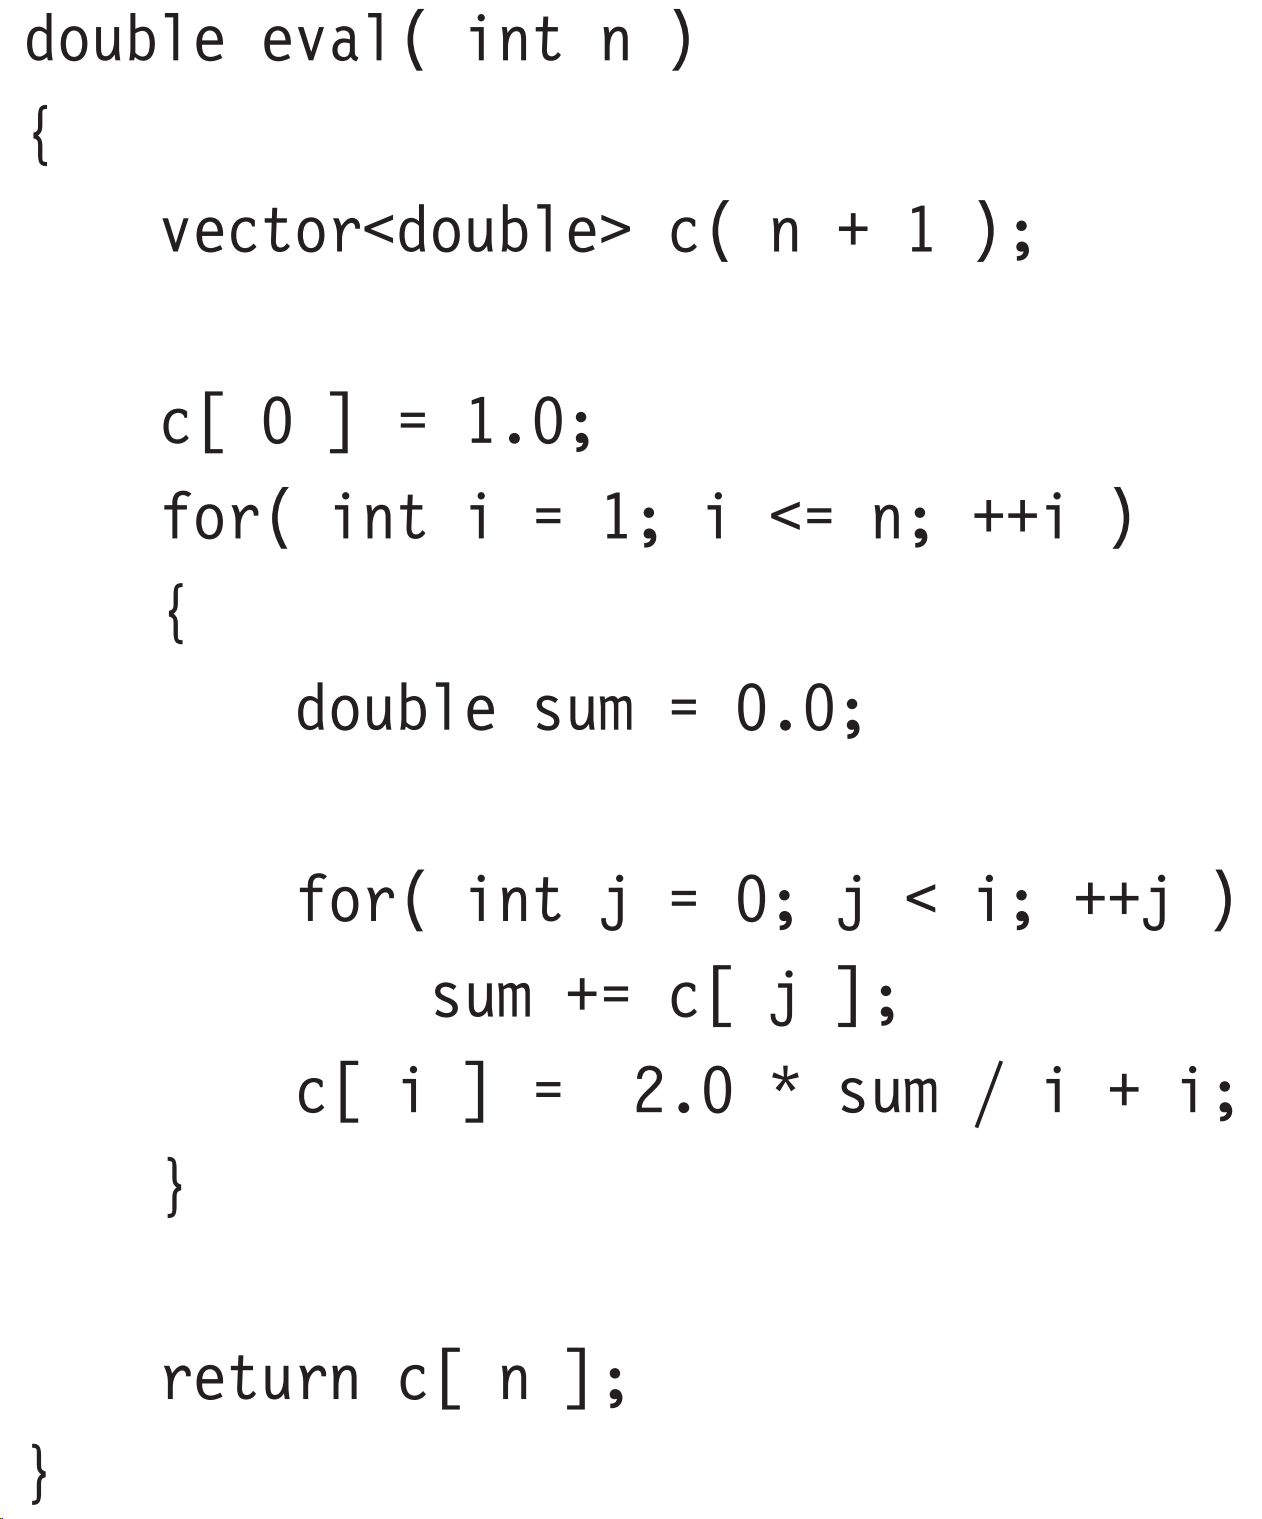 double eval( int n )
{
    vector<double> c( n + 1 );

    c[ 0 ] = 1.0;
    for( int i = 1; i <= n; ++i )
    {
        double sum = 0.0;

        for( int j = 0; j < i; ++j )
            sum += c[ j ];
        c[ i ] =  2.0 * sum / i + i;
    }

    return c[ n ];
}